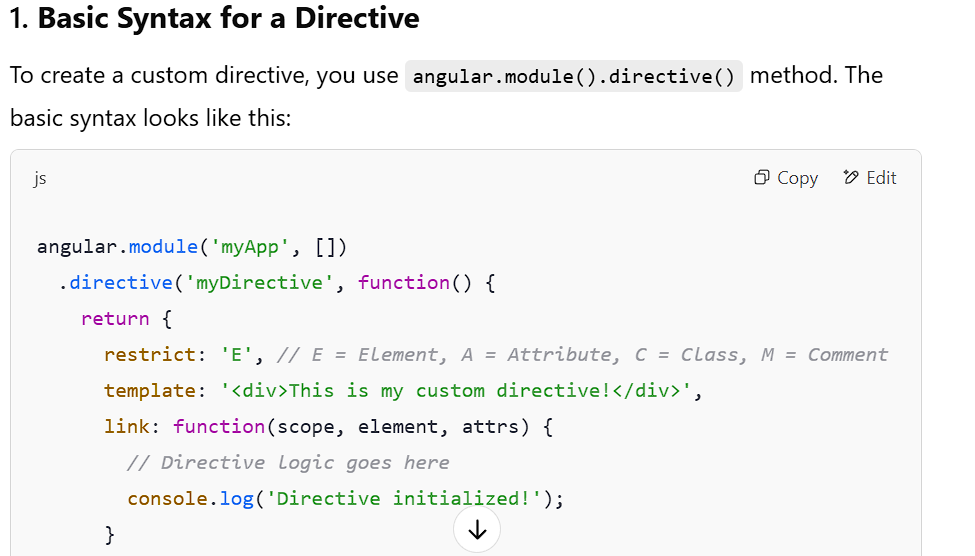 1. Basic Syntax for a Directive
To create a custom directive, you use angular.module().directive() method. The
basic syntax looks like this:
js
Copy
Edit
angular.module('myApp', [])
  .directive('myDirective', function() {
    return {
      restrict: 'E', // E = Element, A = Attribute, C = Class, M = Comment
      template: '<div>This is my custom directive!</div>',
      link: function(scope, element, attrs) {
        // Directive logic goes here
        console.log('Directive initialized!');
      }